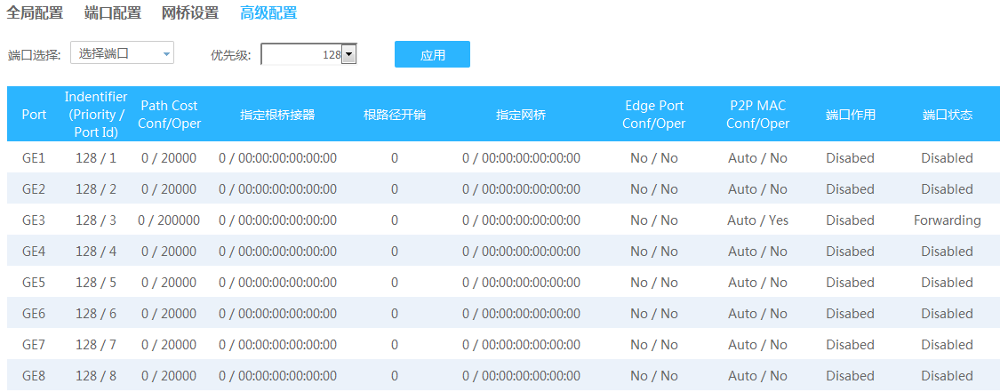 全局配置 端口配置 网桥设置 高级配置
端口选择: 选择端口 优先级: 128 应用
Port Indentifier (Priority / Port Id) Path Cost Conf/Oper 指定根桥接器 根路径开销 指定网桥 Edge Port Conf/Oper P2P MAC Conf/Oper 端口作用 端口状态
GE1 128 / 1 0 / 20000 0 / 00:00:00:00:00:00 0 0 / 00:00:00:00:00:00 No / No Auto / No Disabed Disabled
GE2 128 / 2 0 / 20000 0 / 00:00:00:00:00:00 0 0 / 00:00:00:00:00:00 No / No Auto / No Disabed Disabled
GE3 128 / 3 0 / 200000 0 / 00:00:00:00:00:00 0 0 / 00:00:00:00:00:00 No / No Auto / Yes Disabed Forwarding
GE4 128 / 4 0 / 20000 0 / 00:00:00:00:00:00 0 0 / 00:00:00:00:00:00 No / No Auto / No Disabed Disabled
GE5 128 / 5 0 / 20000 0 / 00:00:00:00:00:00 0 0 / 00:00:00:00:00:00 No / No Auto / No Disabed Disabled
GE6 128 / 6 0 / 20000 0 / 00:00:00:00:00:00 0 0 / 00:00:00:00:00:00 No / No Auto / No Disabed Disabled
GE7 128 / 7 0 / 20000 0 / 00:00:00:00:00:00 0 0 / 00:00:00:00:00:00 No / No Auto / No Disabed Disabled
GE8 128 / 8 0 / 20000 0 / 00:00:00:00:00:00 0 0 / 00:00:00:00:00:00 No / No Auto / No Disabed Disabled